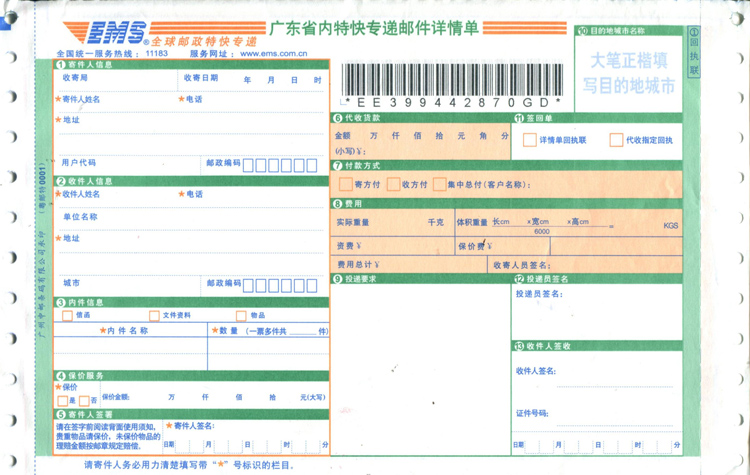 EMS®
全球邮政特快专递
广东省内特快专递邮件详情单
全国统一服务热线：11183 服务网址：www.ems.com.cn
⑩目的地城市名称
大笔正楷填
写目的地城市
①回执联
*EE399442870GD*
①寄件人信息
收寄局 收寄日期 年 月 日 时
★寄件人姓名 ★电话
★地址
用户代码 邮政编码
②收件人信息
★收件人姓名 ★电话
单位名称
★地址
城市 邮政编码
③内件信息
信函 文件资料 物品
★内件名称 ★数量（一票多件共 件）
④保价服务
★保价
是 否 保价金额： 万 仟 佰 拾 元(大写)
⑤寄件人签署
请在签字前阅读背面使用须知，
贵重物品请保价，未保价物品的
理赔金额按邮章规定赔偿．
★寄件人签名：
日期 年 月 日 时 分
⑥代收货款
金额 万 仟 佰 拾 元 角 分
(小写)￥：
⑪签回单
详情单回执联 代收指定回执
⑦付款方式
寄方付 收方付 集中总付(客户名称)：
⑧费用
实际重量 千克 体积重量 长cm x宽cm x高cm = KGS
6000
资费￥ 保价费￥
费用总计￥ 收寄人员签名：
⑨投递要求
⑫投递员签名
投递员签名：
⑬收件人签收
收件人签名：
证件号码：
日期 年 月 日 时 分
请寄件人务必用力清楚填写带“★”号标识的栏目．
广州中邮务码有限公司承印 (粤邮特0001)